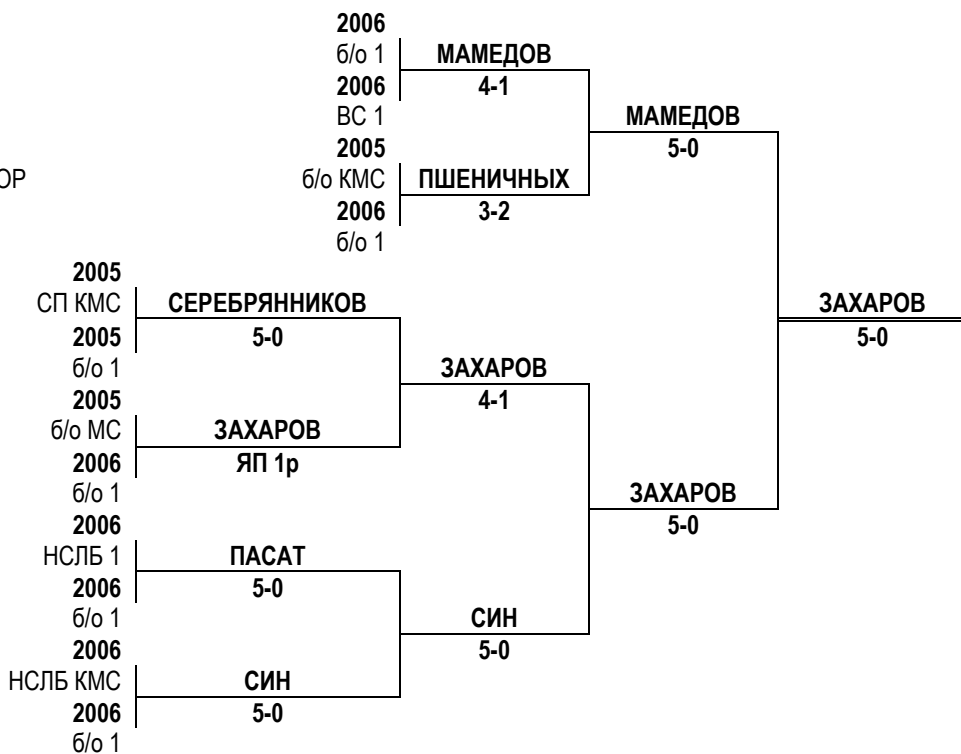 2006
б/о 1
МАМЕДОВ
2006
4-1
ВС 1
МАМЕДОВ
2005
5-0
ОР
б/о КМС
ПШЕНИЧНЫХ
2006
3-2
б/о 1
2005
СП КМС
СЕРЕБРЯННИКОВ
ЗАХАРОВ
2005
5-0
5-0
б/о 1
ЗАХАРОВ
2005
4-1
б/о МС
ЗАХАРОВ
2006
ЯП 1р
б/о 1
ЗАХАРОВ
2006
5-0
НСЛБ 1
ПАСАТ
2006
5-0
б/о 1
СИН
2006
5-0
НСЛБ КМС
СИН
2006
5-0
б/о 1